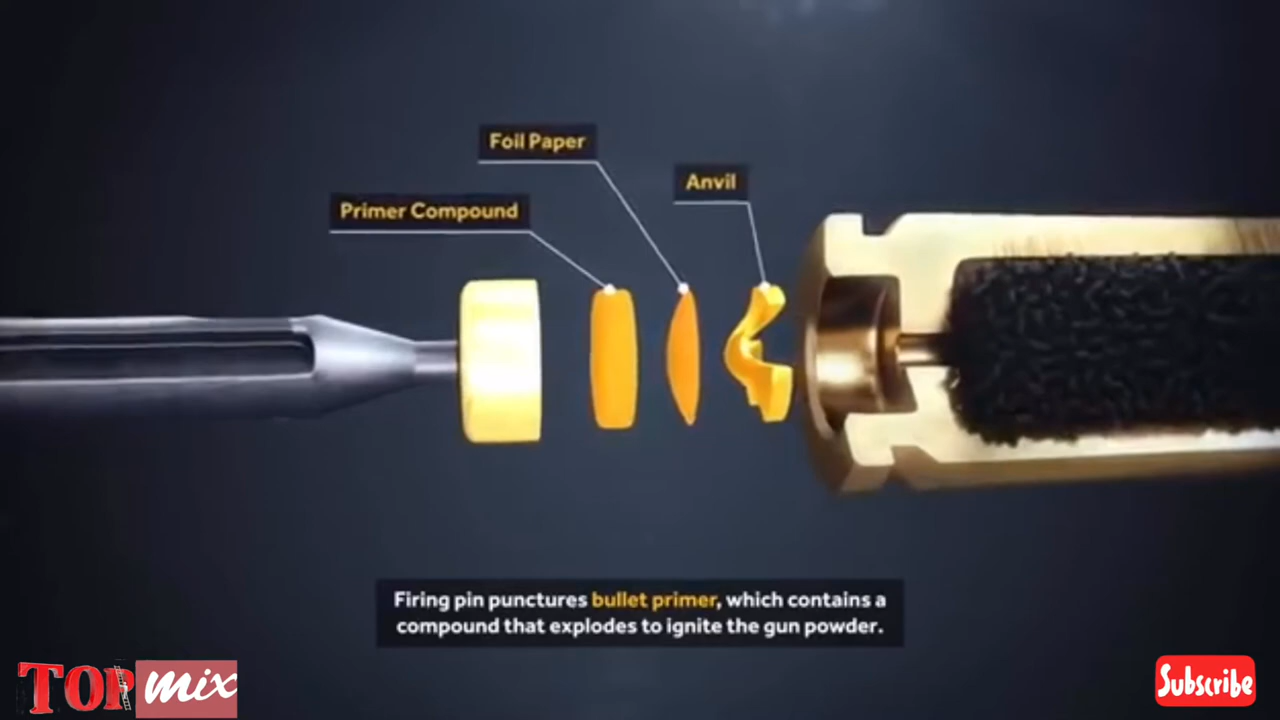 Foil Paper
Anvil
Primer Compound
Firing pin punctures bullet primer, which contains a
compound that explodes to ignite the gun powder.
TOP mix
Subscribe